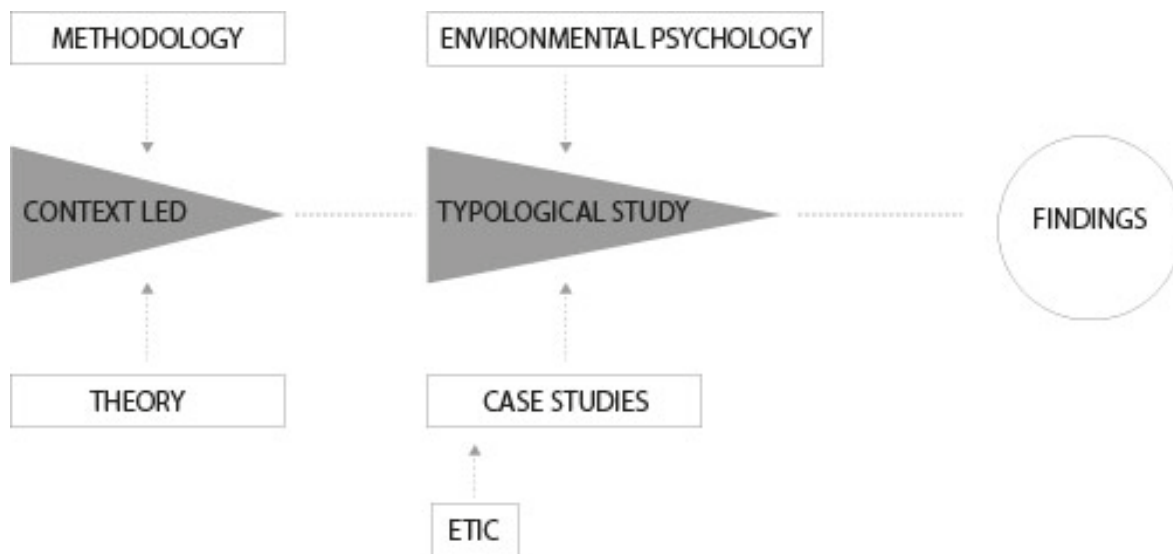 METHODOLOGY
ENVIRONMENTAL PSYCHOLOGY
CONTEXT LED
TYPOLOGICAL STUDY
FINDINGS
THEORY
CASE STUDIES
ETIC